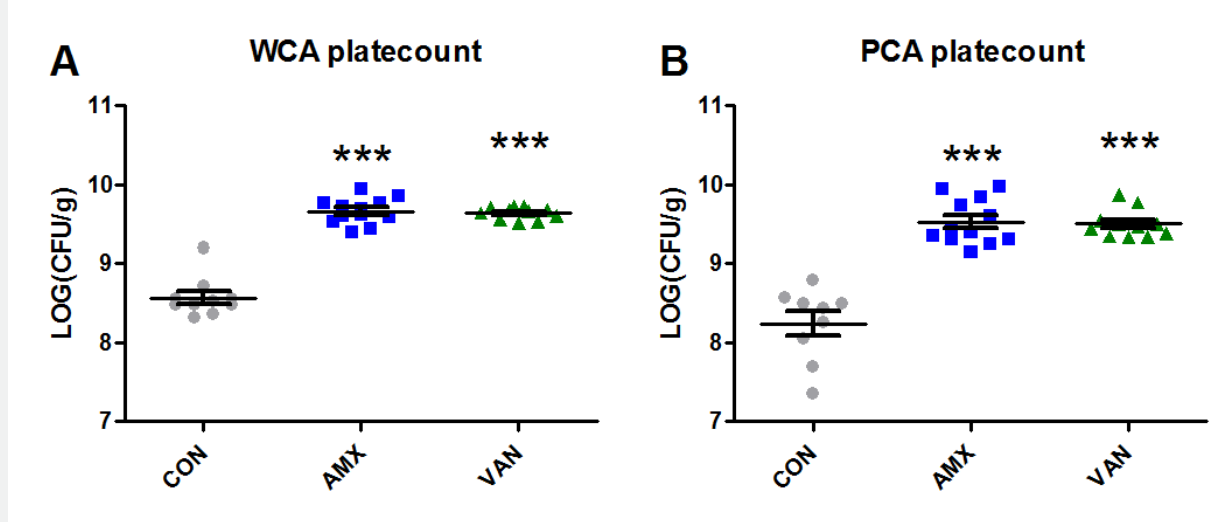 A
WCA platecount
LOG(CFU/g)
11
10
9
8
7
***
***
CON
AMX
VAN
B
PCA platecount
LOG(CFU/g)
11
10
9
8
7
***
***
CON
AMX
VAN